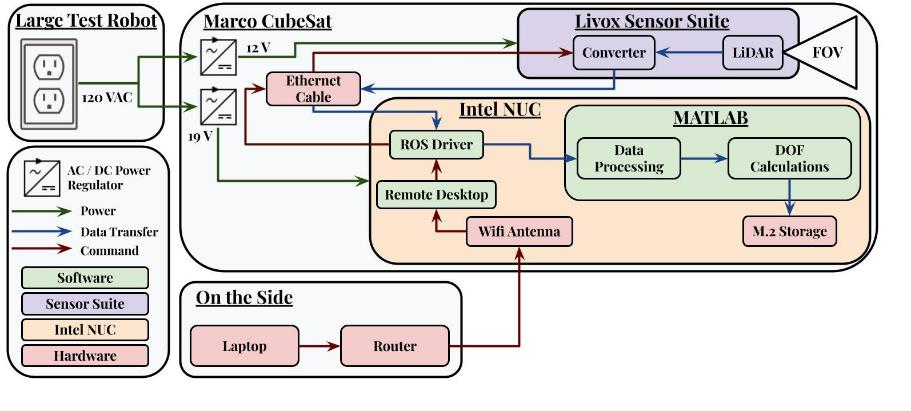 Large Test Robot
120 VAC
Marco CubeSat
12 V
19 V
Ethernet
Cable
Livox Sensor Suite
Converter
LiDAR
FOV
Intel NUC
ROS Driver
Remote Desktop
Wifi Antenna
MATLAB
Data
Processing
DOF
Calculations
M.2 Storage
AC / DC Power
Regulator
Power
Data Transfer
Command
Software
Sensor Suite
Intel NUC
Hardware
On the Side
Laptop
Router